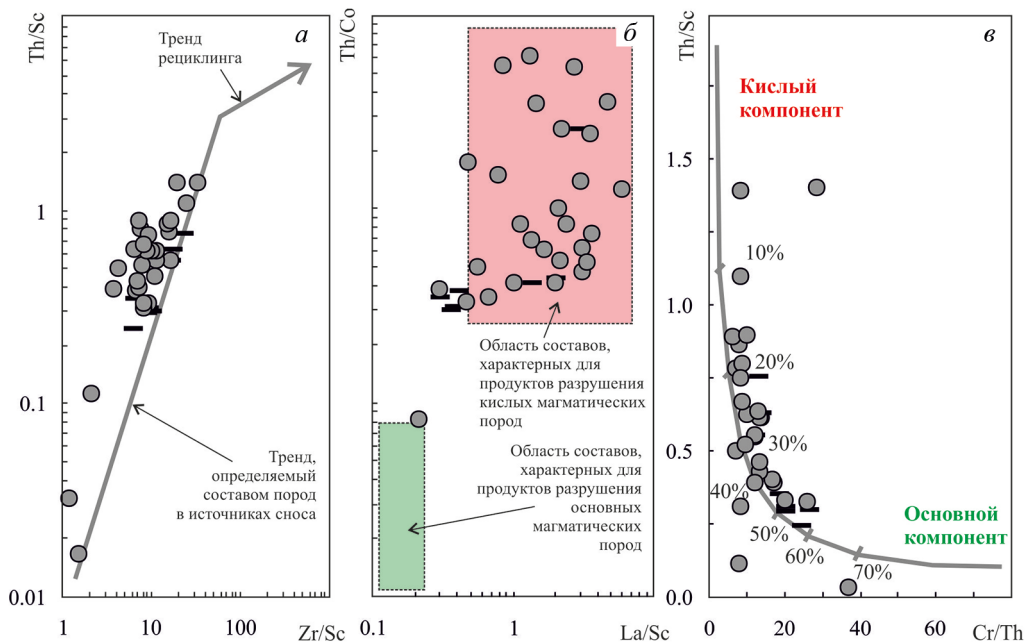 Th/Sc
а
Тренд
рециклинга
1
0.1
0.01
Тренд,
определяемый
составом пород
в источниках сноса
1
10
100
Zr/Sc
Th/Co
б
Область составов,
характерных для
продуктов разрушения
кислых магматических
пород
Область составов,
характерных для
продуктов разрушения
основных
магматических
пород
0.1
1
La/Sc
Th/Sc
в
Кислый
компонент
1.5
1.0
0.5
0.0
10%
20%
30%
40%
50%
60%
70%
Основной
компонент
0
20
40
60
Cr/Th